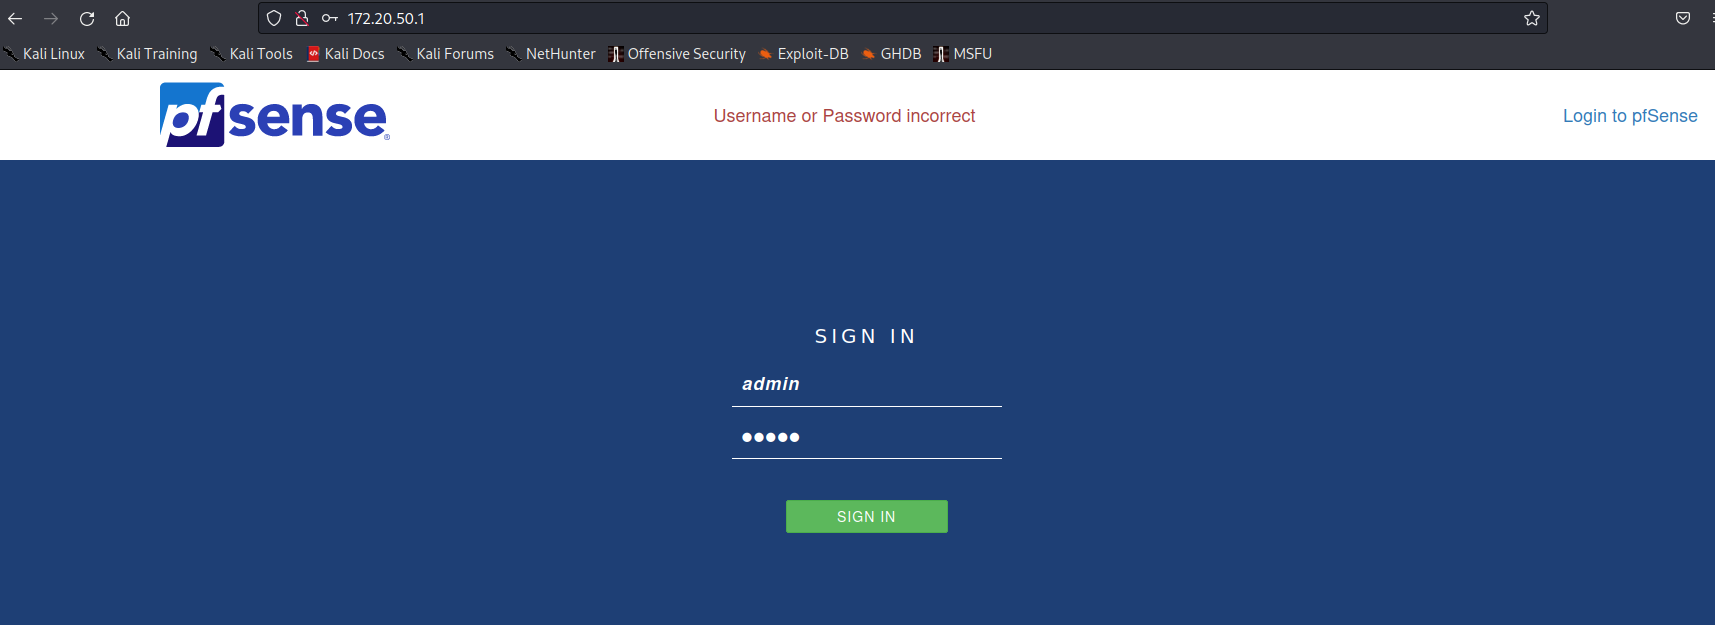 172.20.50.1
Kali Linux Kali Training Kali Tools Kali Docs Kali Forums NetHunter Offensive Security Exploit-DB GHDB MSFU
pfsense®
Username or Password incorrect
Login to pfSense
SIGN IN
admin
●●●●●
SIGN IN